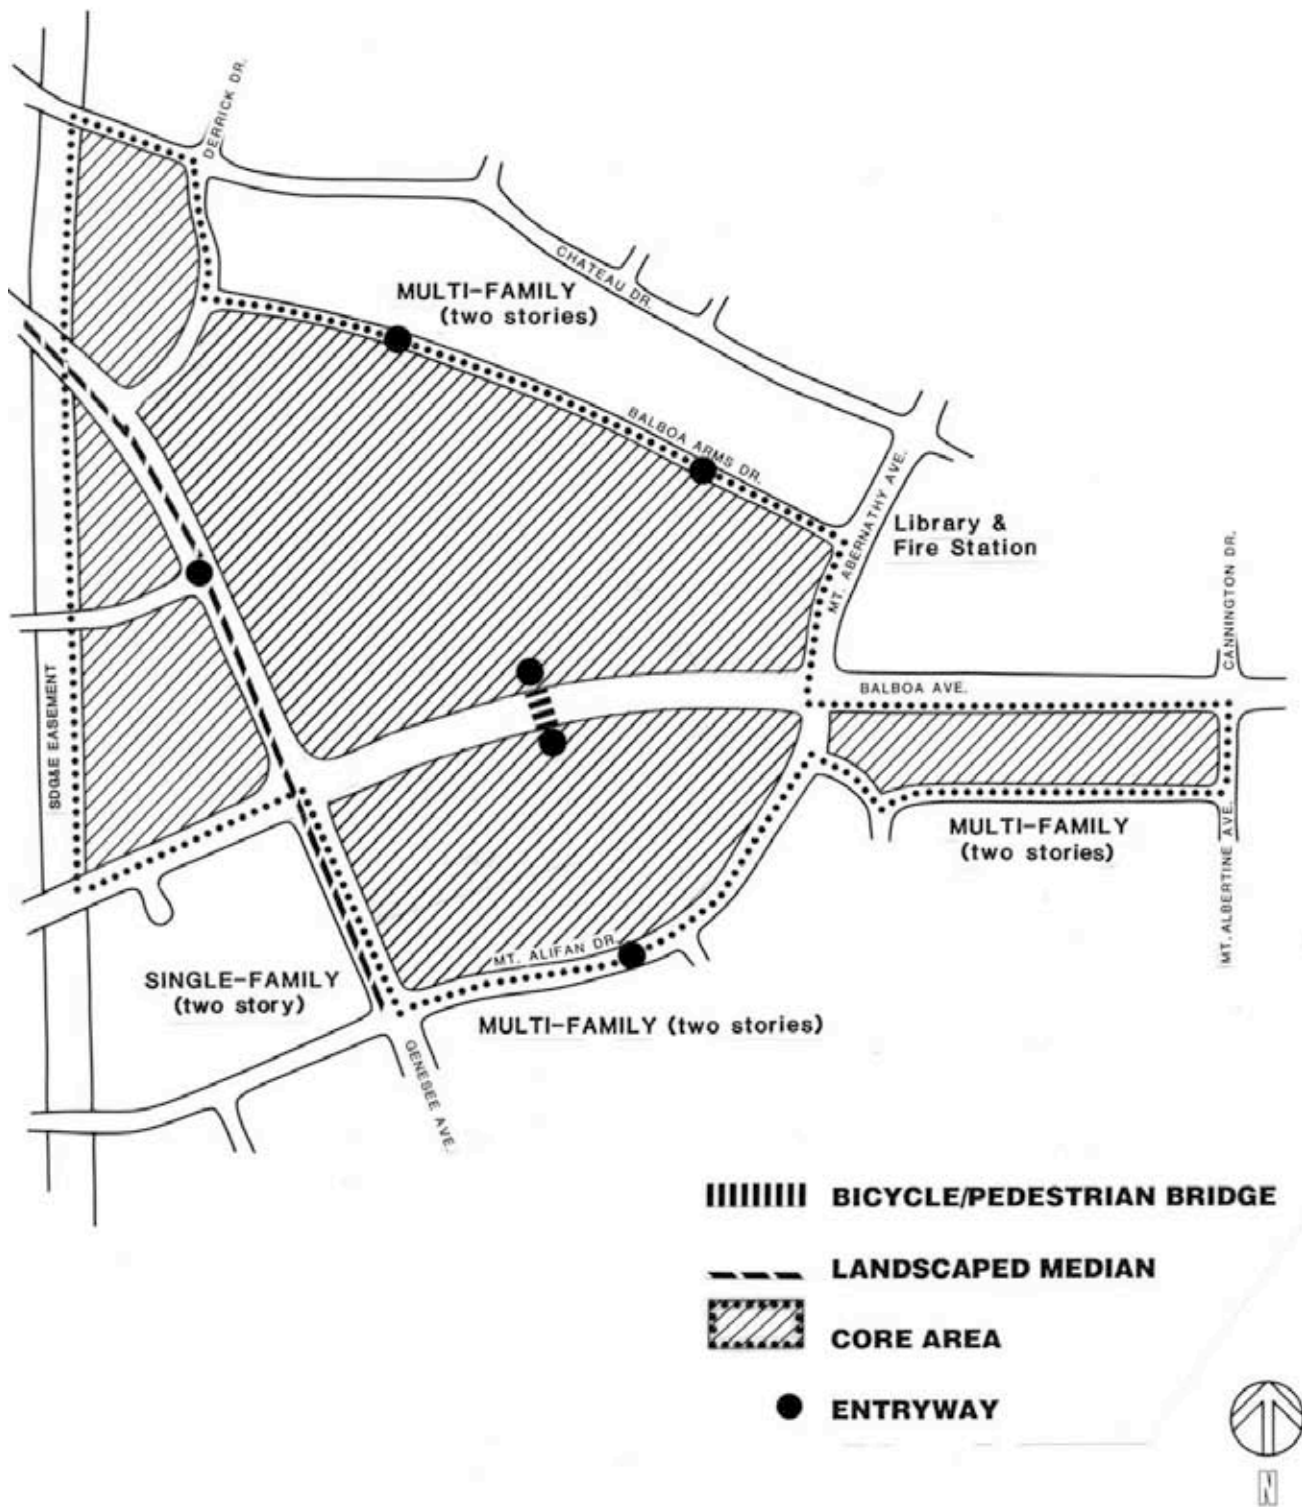 DERRICK DR.
CHATEAU DR.
MULTI-FAMILY
(two stories)
BALBOA ARMS DR.
MT. ABERNATHY AVE.
Library &
Fire Station
CANNINGTON DR.
SDG&E EASEMENT
BALBOA AVE.
MULTI-FAMILY
(two stories)
MT. ALBERTINE AVE.
MT. ALIFAN DR.
SINGLE-FAMILY
(two story)
MULTI-FAMILY (two stories)
GENESEE AVE.
BICYCLE/PEDESTRIAN BRIDGE
LANDSCAPED MEDIAN
CORE AREA
ENTRYWAY
N